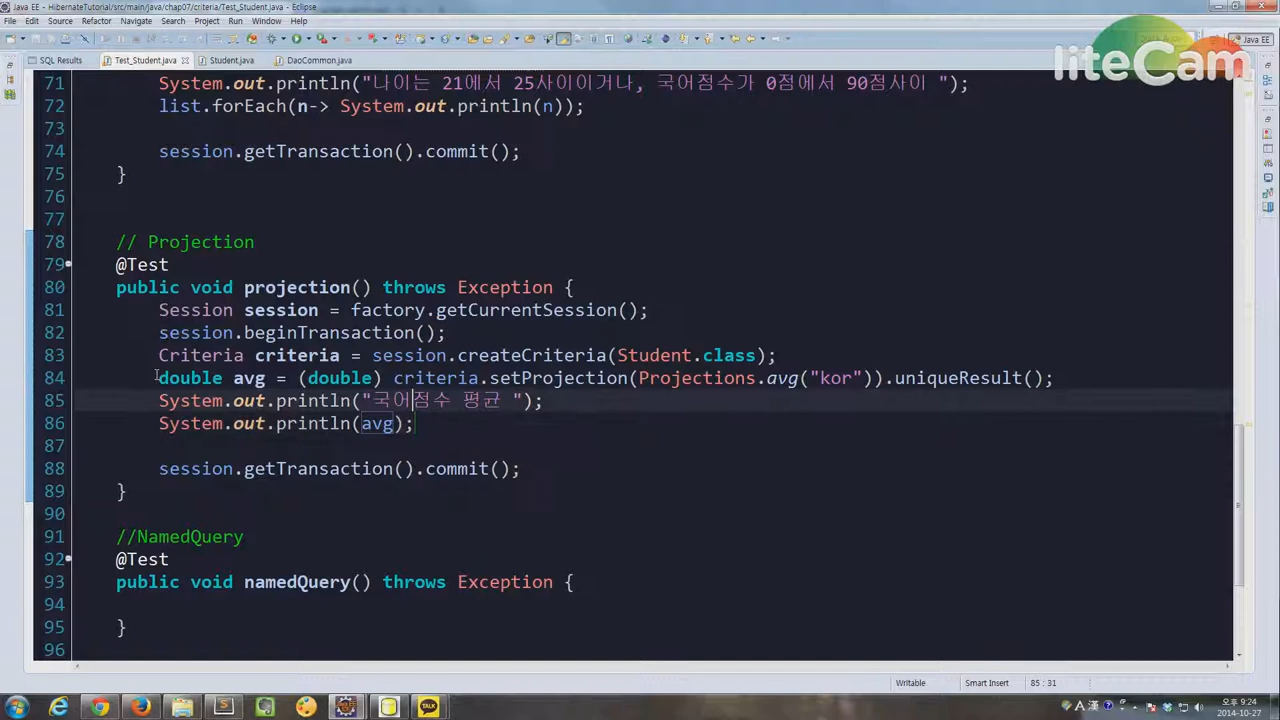 Java EE - HibernateTutorial/src/main/java/chap07/criteria/Test_Student.java - Eclipse
File Edit Source Refactor Navigate Search Project Run Window Help
Java EE
liteCam
SQL Results Test_Student.java Student.java DaoCommon.java
71 System.out.println("나이는 21에서 25사이이거나, 국어점수가 0점에서 90점사이 ");
72 list.forEach(n-> System.out.println(n));
73
74 session.getTransaction().commit();
75 }
76
77
78 // Projection
79 @Test
80 public void projection() throws Exception {
81 Session session = factory.getCurrentSession();
82 session.beginTransaction();
83 Criteria criteria = session.createCriteria(Student.class);
84 double avg = (double) criteria.setProjection(Projections.avg("kor")).uniqueResult();
85 System.out.println("국어점수 평균 ");
86 System.out.println(avg);
87
88 session.getTransaction().commit();
89 }
90
91 //NamedQuery
92 @Test
93 public void namedQuery() throws Exception {
94
95 }
96
Writable Smart Insert 85 : 31
TALK
A 漢
오후 9:24
2014-10-27